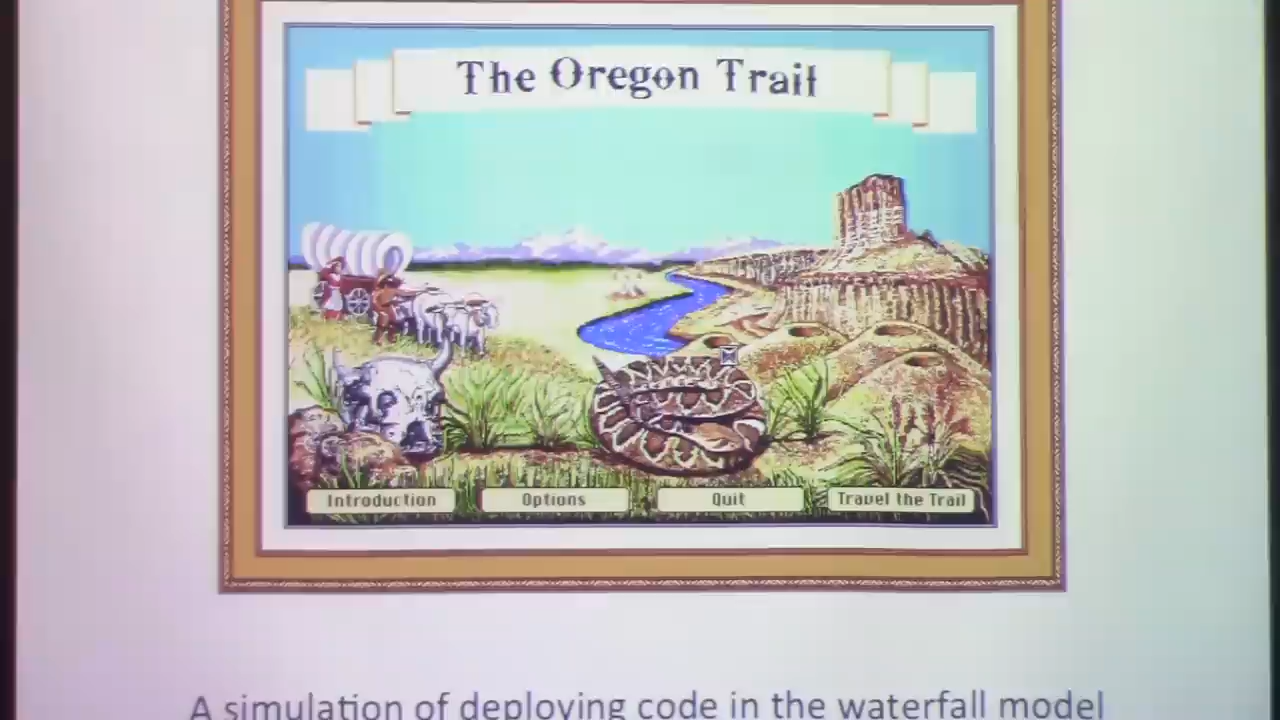 The Oregon Trail
Introduction
Options
Quit
Travel the Trail
A simulation of deploying code in the waterfall model